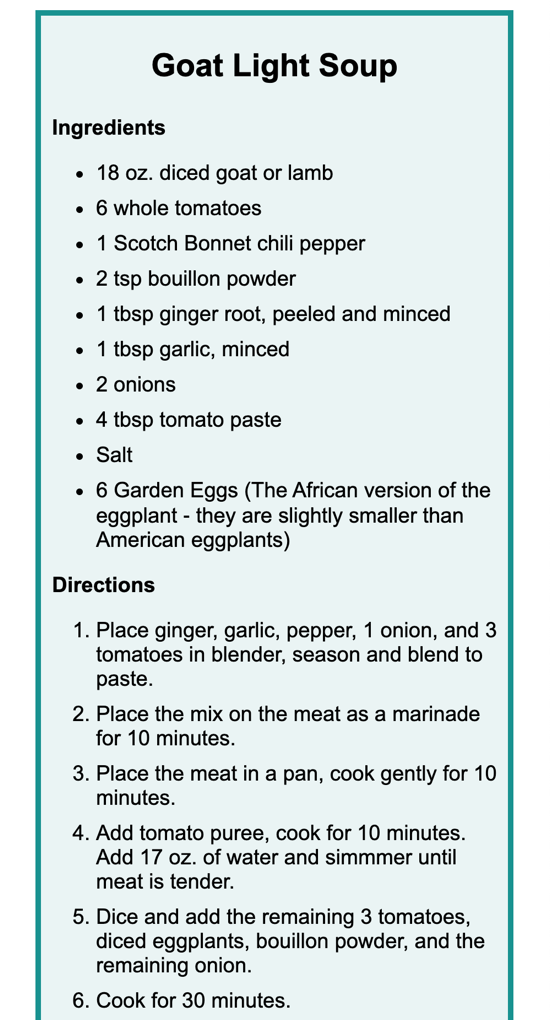 Goat Light Soup
Ingredients
• 18 oz. diced goat or lamb
• 6 whole tomatoes
• 1 Scotch Bonnet chili pepper
• 2 tsp bouillon powder
• 1 tbsp ginger root, peeled and minced
• 1 tbsp garlic, minced
• 2 onions
• 4 tbsp tomato paste
• Salt
• 6 Garden Eggs (The African version of the
eggplant - they are slightly smaller than
American eggplants)
Directions
1. Place ginger, garlic, pepper, 1 onion, and 3
tomatoes in blender, season and blend to
paste.
2. Place the mix on the meat as a marinade
for 10 minutes.
3. Place the meat in a pan, cook gently for 10
minutes.
4. Add tomato puree, cook for 10 minutes.
Add 17 oz. of water and simmmer until
meat is tender.
5. Dice and add the remaining 3 tomatoes,
diced eggplants, bouillon powder, and the
remaining onion.
6. Cook for 30 minutes.